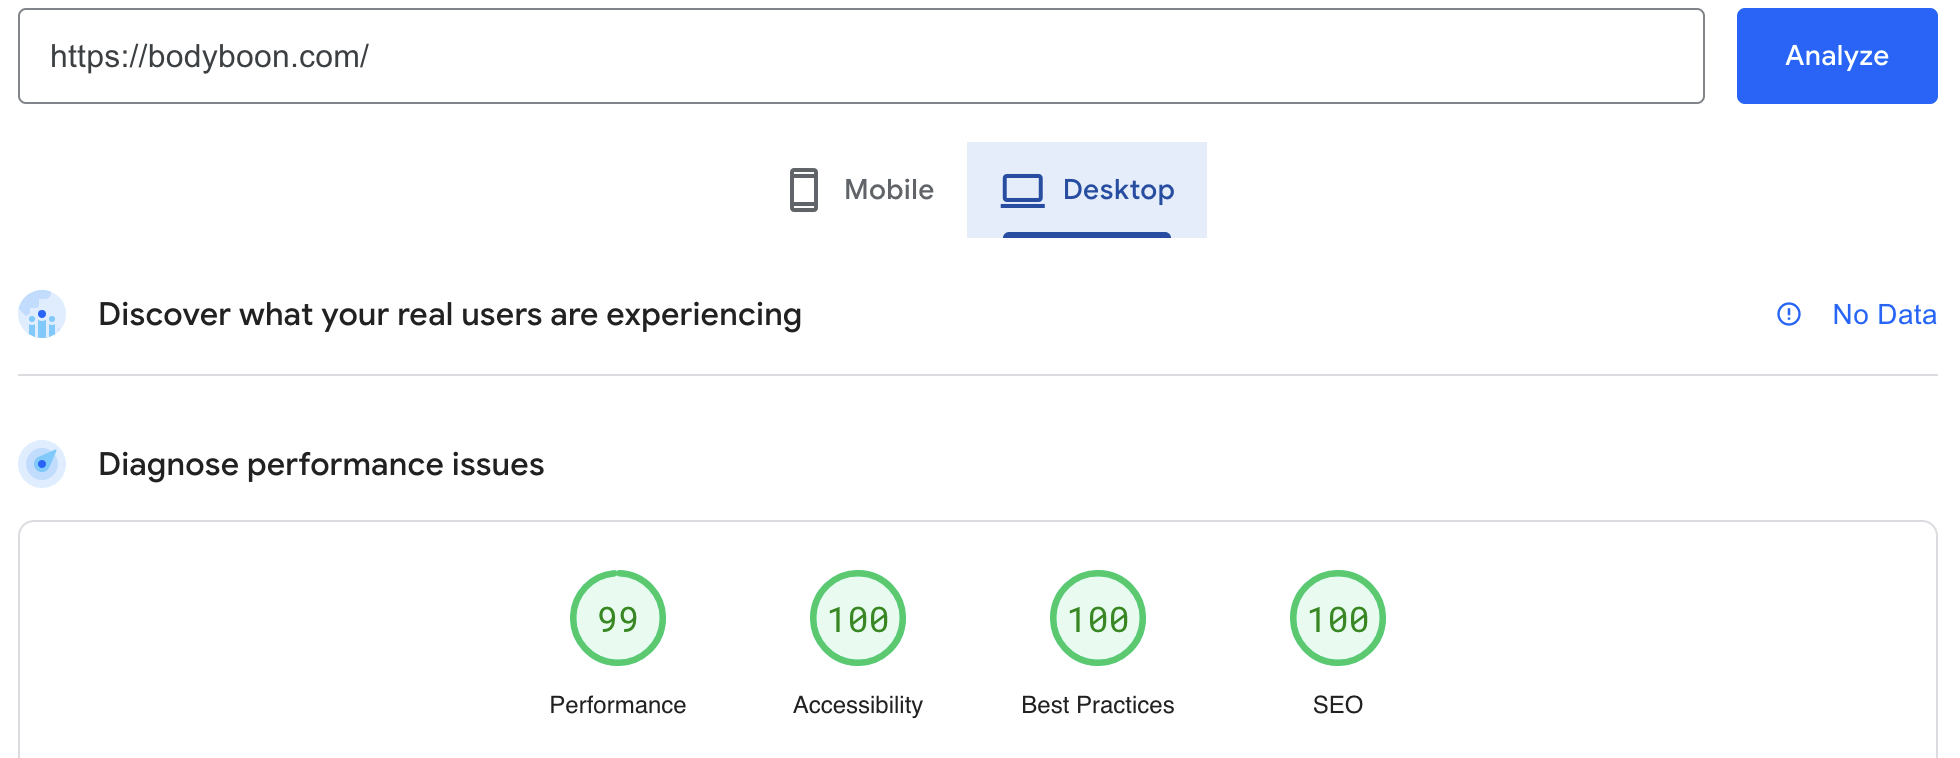 https://bodyboon.com/
Analyze
Mobile
Desktop
Discover what your real users are experiencing
No Data
Diagnose performance issues
99
100
100
100
Performance
Accessibility
Best Practices
SEO